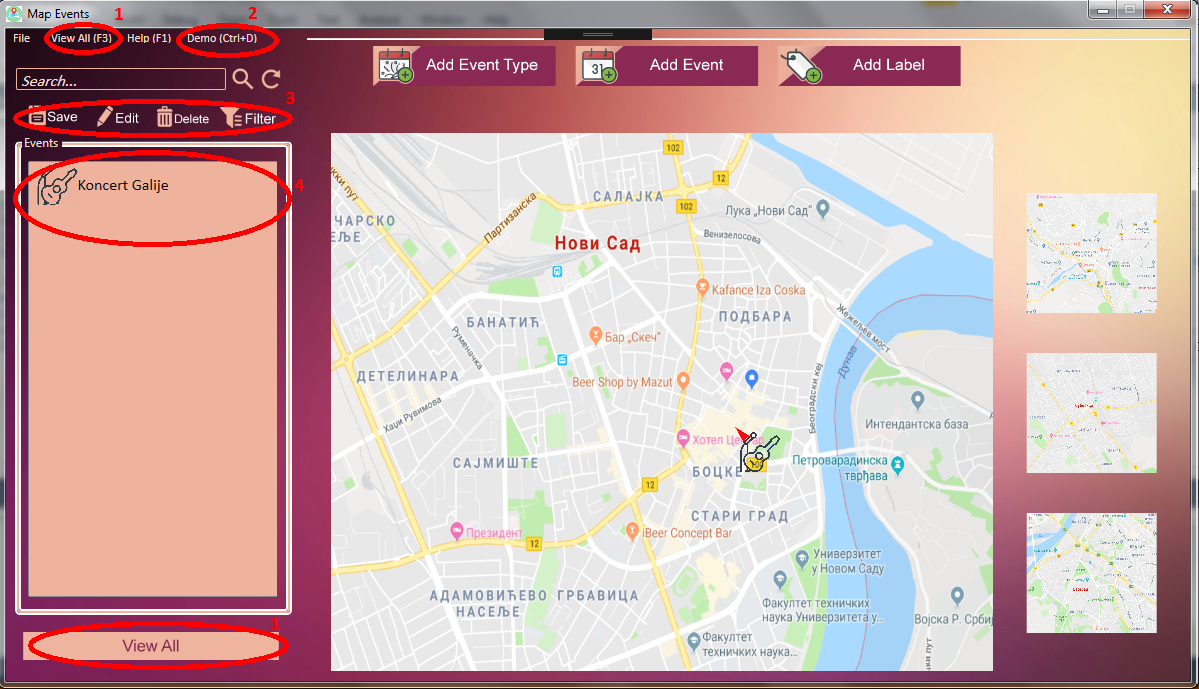 Map Events
1
2
File
View All (F3)
Help (F1)
Demo (Ctrl+D)
Search...
Add Event Type
31
Add Event
Add Label
3
Save
Edit
Delete
Filter
Events
4
Koncert Galije
View All
1
102
12
102
САЛАЈКА
Лука „Нови Сад"
Партизанска
ЧАРСКО
ЕЉЕ
Венизелосова
Нови Сад
Kafance Iza Coska
БАНАТИЋ
ПОДБАРА
Руменачка
Бар „Скеч"
Жежељев мост
Дунав
ДЕТЕЛИНАРА
Beer Shop by Mazut
Београдски кеј
Хаџи Рувимова
Интендантска база
Хотел Центар
САЈМИШТЕ
БОЦКЕ
Петроварадинска
тврђава
12
СТАРИ ГРАД
Президент
iBeer Concept Bar
12
Универзитет
у Новом Саду
АДАМОВИЋЕВО
НАСЕЉЕ
ГРБАВИЦА
Факултет техничких
наука Универзитета у...
Војска Р. Срби
Факултет
техничких наука...